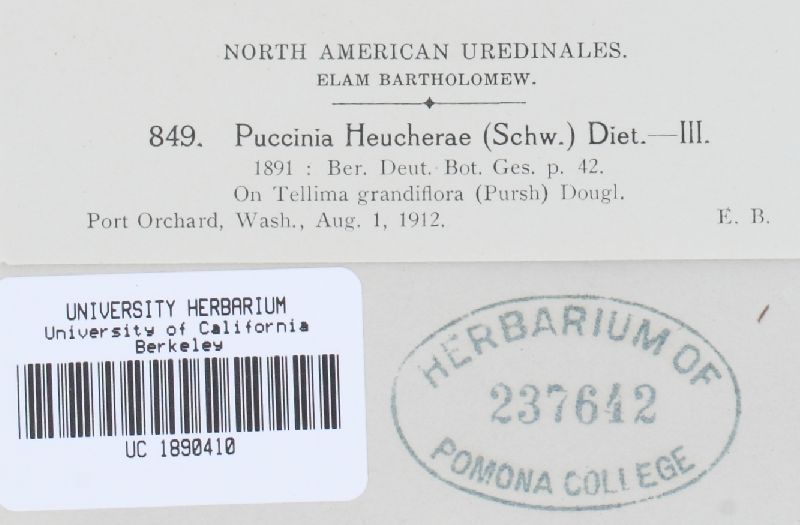 NORTH AMERICAN UREDINALES.
ELAM BARTHOLOMEW.
849. Puccinia Heucherae (Schw.) Diet.—III.
1891 : Ber. Deut. Bot. Ges. p. 42.
On Tellima grandiflora (Pursh) Dougl.
Port Orchard, Wash., Aug. 1, 1912. E. B.
UNIVERSITY HERBARIUM
University of California
Berkeley
UC 1890410
HERBARIUM OF
237642
POMONA COLLEGE